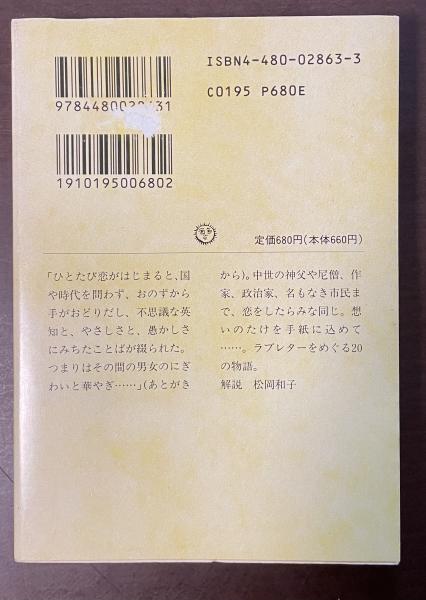 ISBN4-480-02863-3
C0195 P680E
1910195006802
定価680円(本体660円)
「ひとたび恋がはじまると、国
や時代を問わず、おのずから
手がおどりだし、不思議な英
知と、やさしさと、愚かしさ
にみちたことばが綴られた。
つまりはその間の男女のにぎ
わいと華やぎ……」(あとがき
から)。中世の神父や尼僧、作
家、政治家、名もなき市民ま
で、恋をしたらみな同じ。想
いのたけを手紙に込めて
……。ラブレターをめぐる20
の物語。
解説 松岡和子